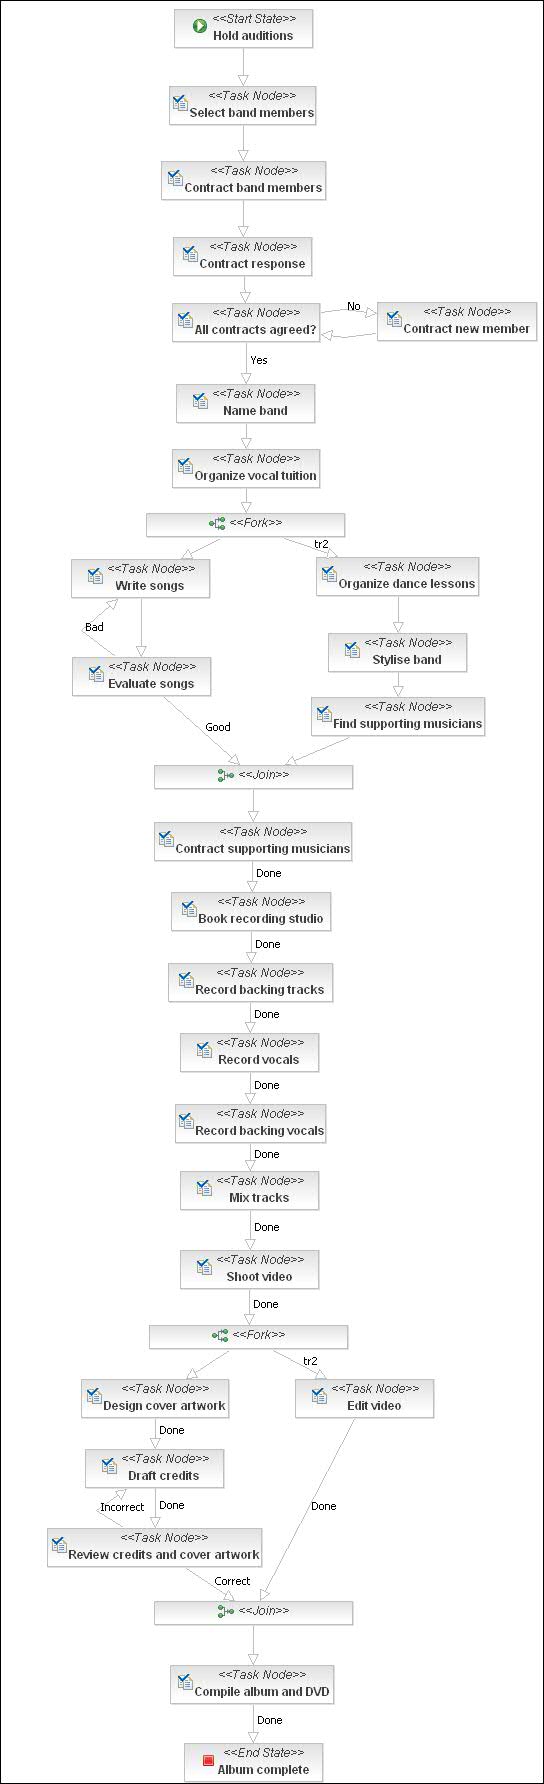 <<Start State>>
Hold auditions
<<Task Node>>
Select band members
<<Task Node>>
Contract band members
<<Task Node>>
Contract response
<<Task Node>>
All contracts agreed?
No
<<Task Node>>
Contract new member
Yes
<<Task Node>>
Name band
<<Task Node>>
Organize vocal tuition
<<Fork>>
tr2
<<Task Node>>
Write songs
<<Task Node>>
Organize dance lessons
Bad
<<Task Node>>
Stylise band
<<Task Node>>
Evaluate songs
<<Task Node>>
Find supporting musicians
Good
<<Join>>
<<Task Node>>
Contract supporting musicians
Done
<<Task Node>>
Book recording studio
Done
<<Task Node>>
Record backing tracks
Done
<<Task Node>>
Record vocals
Done
<<Task Node>>
Record backing vocals
Done
<<Task Node>>
Mix tracks
Done
<<Task Node>>
Shoot video
Done
<<Fork>>
tr2
<<Task Node>>
Design cover artwork
<<Task Node>>
Edit video
Done
<<Task Node>>
Draft credits
Incorrect
Done
Done
<<Task Node>>
Review credits and cover artwork
Correct
<<Join>>
<<Task Node>>
Compile album and DVD
Done
<<End State>>
Album complete